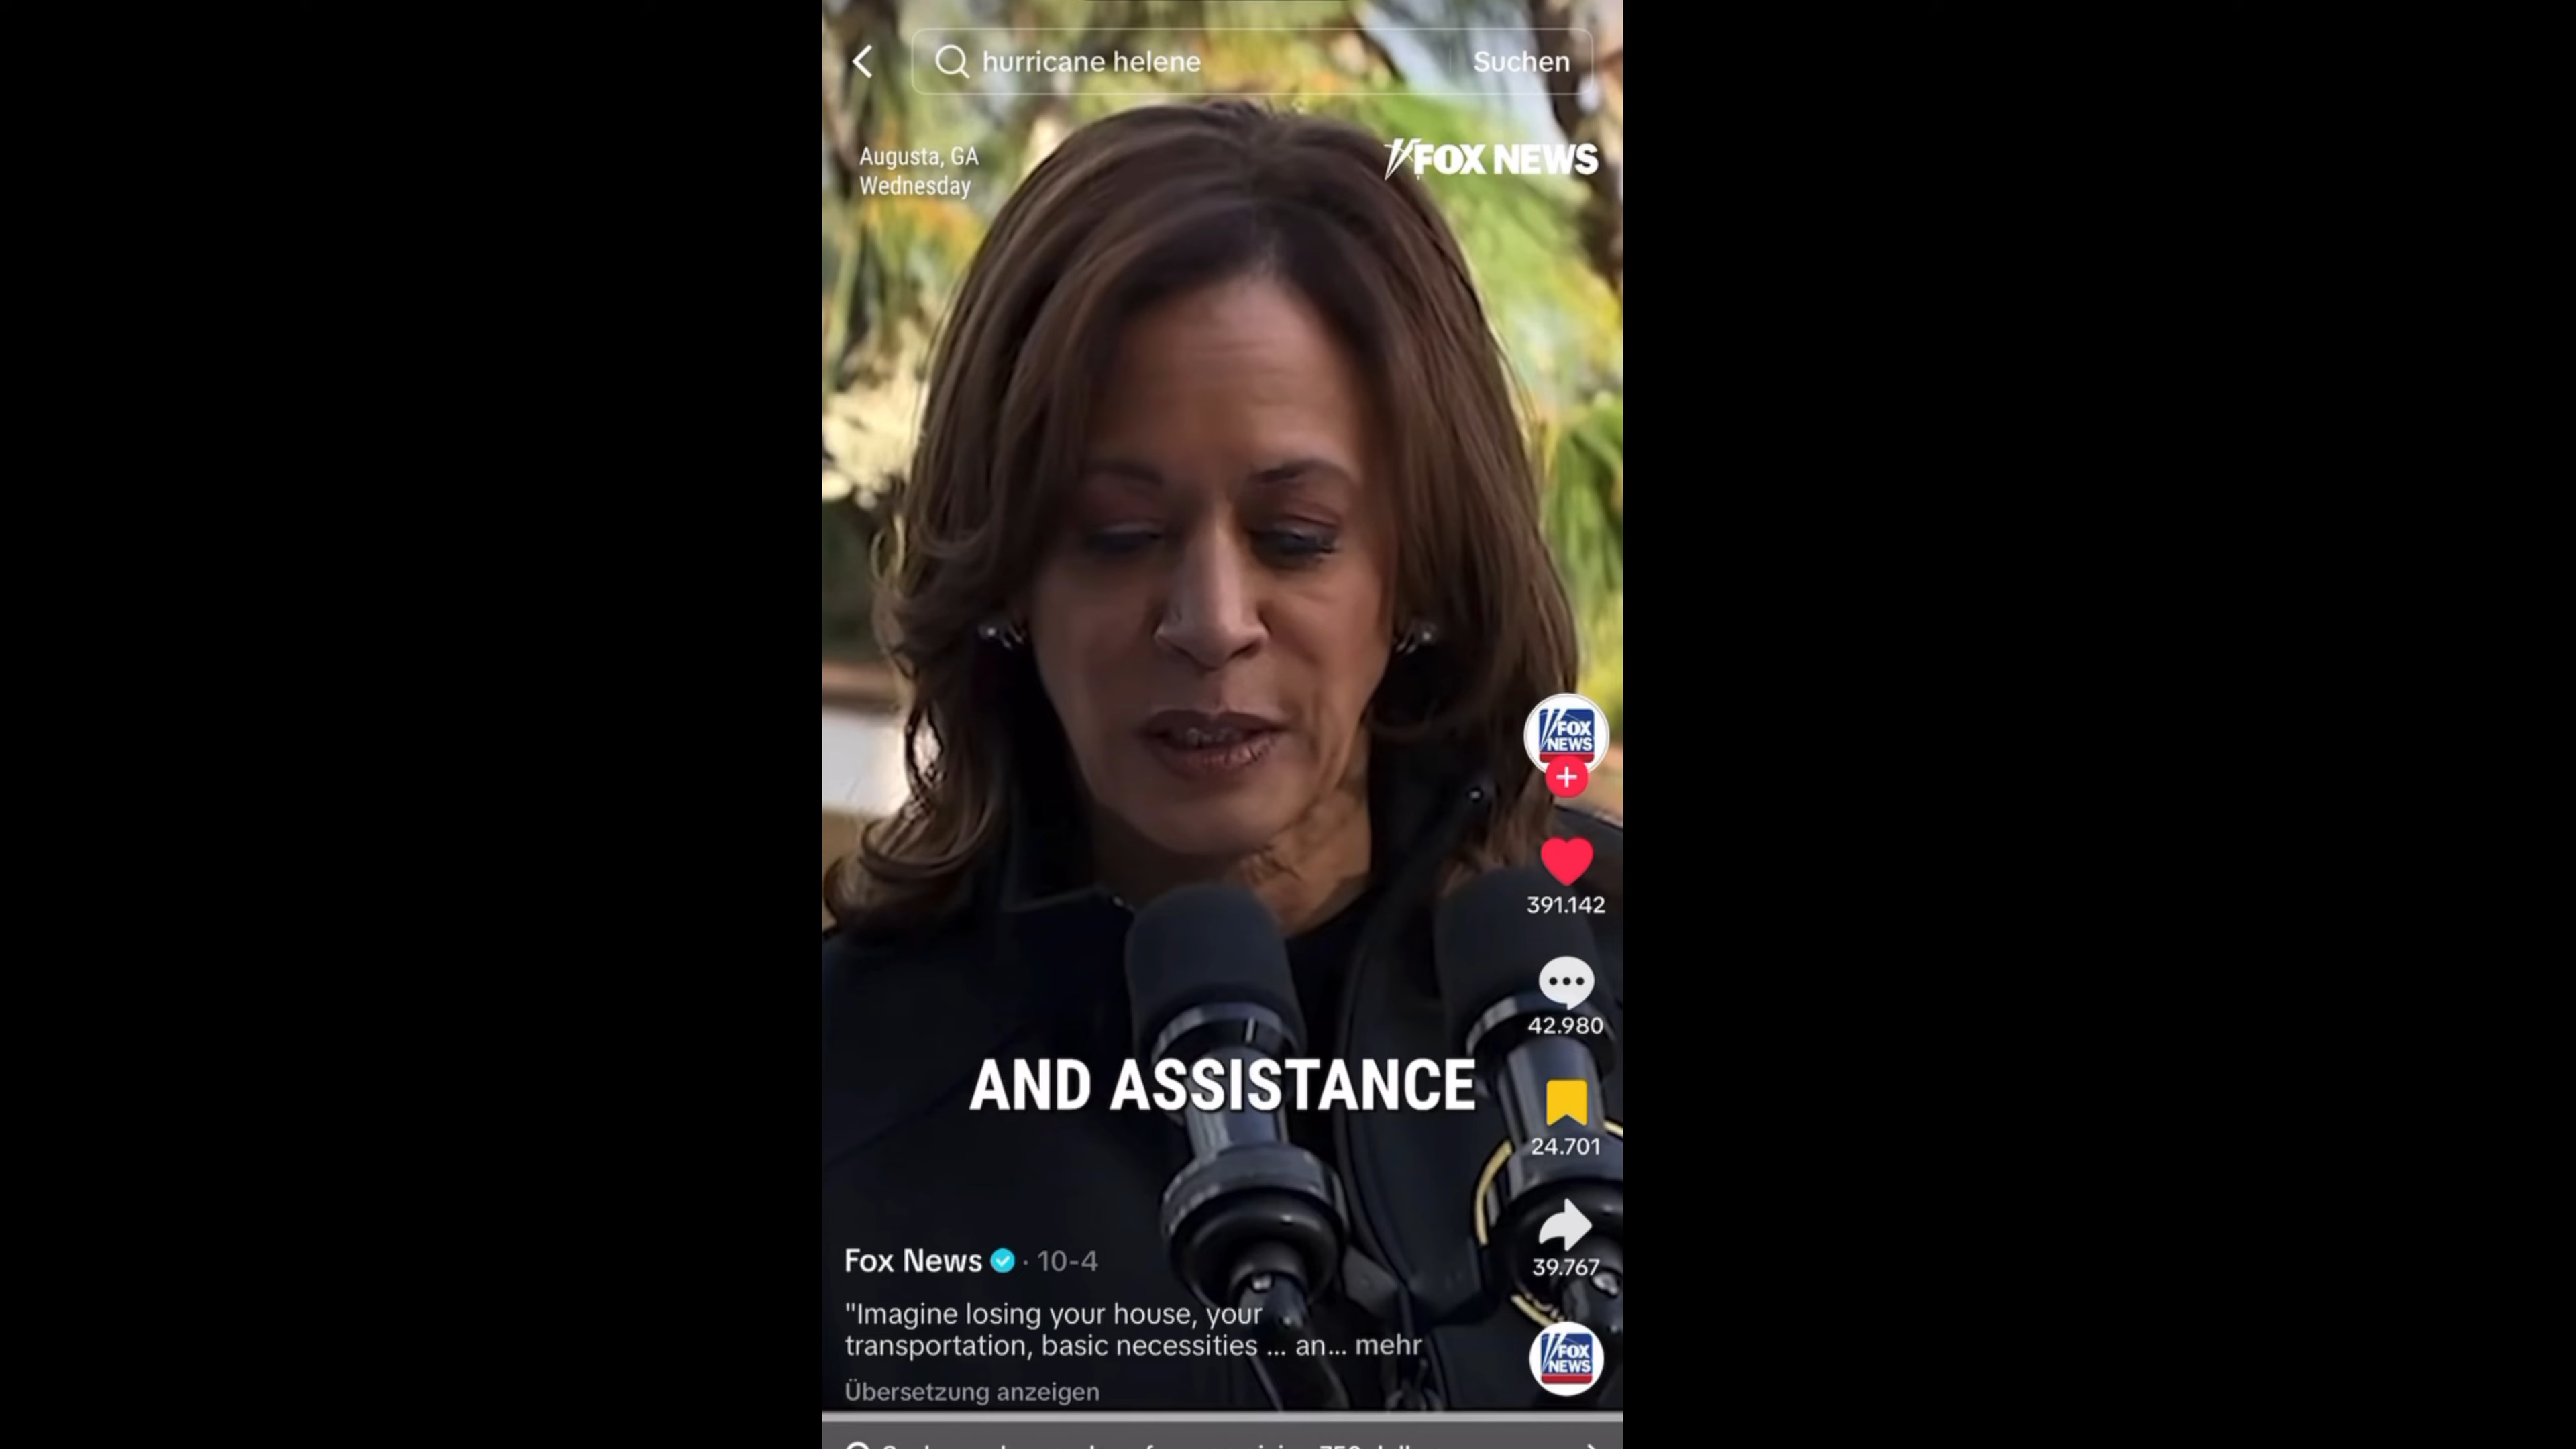 hurricane helene
Suchen
Augusta, GA
Wednesday
FOX NEWS
FOX
NEWS
391.142
42.980
AND ASSISTANCE
24.701
39.767
Fox News · 10-4
"Imagine losing your house, your
transportation, basic necessities ... an... mehr
Übersetzung anzeigen
FOX
NEWS